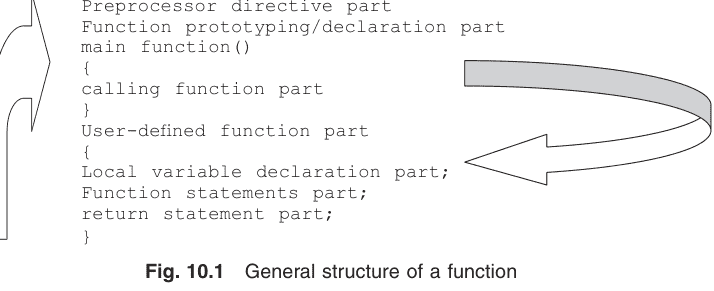 Preprocessor directive part
Function prototyping/declaration part
main function()
{
calling function part
}
User-defined function part
{
Local variable declaration part;
Function statements part;
return statement part;
}
Fig. 10.1 General structure of a function